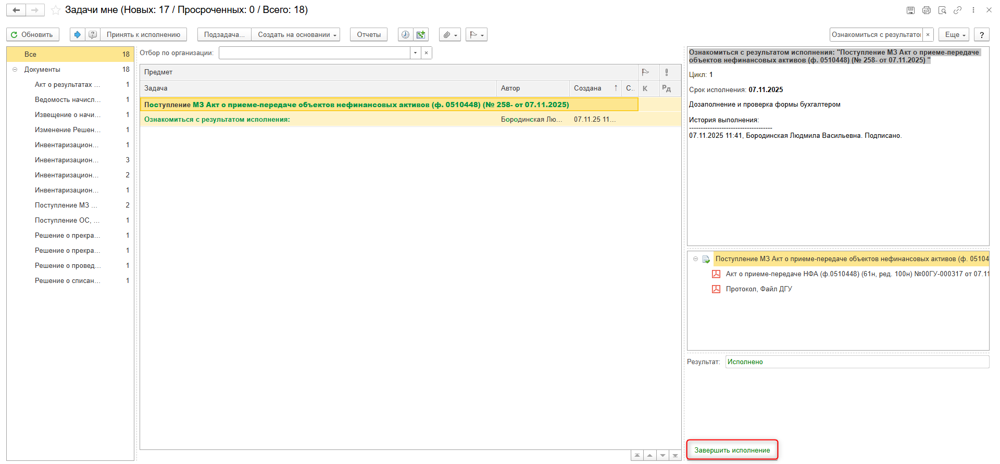 Задачи мне (Новых: 17 / Просроченных: 0 / Всего: 18)
Обновить
Принять к исполнению
Подзадача...
Создать на основании
Отчеты
Ознакомиться с результатом
Еще
?
Все 18
Документы 18
Акт о результатах ... 1
Ведомость начисл... 1
Извещение о начи... 1
Изменение Решен... 1
Инвентаризацион... 1
Инвентаризацион... 3
Инвентаризацион... 2
Инвентаризацион... 1
Поступление МЗ ... 2
Поступление ОС, ... 1
Решение о прекра... 1
Решение о прекра... 1
Решение о провед... 1
Решение о списан... 1
Отбор по организации:
Предмет
Задача Автор Создана ↑ С.. К Рд
Поступление МЗ Акт о приеме-передаче объектов нефинансовых активов (ф. 0510448) (№ 258- от 07.11.2025)
Ознакомиться с результатом исполнения: Бородинская Лю... 07.11.25 11...
Ознакомиться с результатом исполнения: "Поступление МЗ Акт о приеме-передаче
объектов нефинансовых активов (ф. 0510448) (№ 258- от 07.11.2025) "
Цикл: 1
Срок исполнения: 07.11.2025
Дозаполнение и проверка формы бухгалтером
История выполнения:
------------------------------------
07.11.2025 11:41, Бородинская Людмила Васильевна. Подписано.
Поступление МЗ Акт о приеме-передаче объектов нефинансовых активов (ф. 05104
Акт о приеме-передаче НФА (ф.0510448) (61н, ред. 100н) №00ГУ-000317 от 07.11
Протокол, Файл ДГУ
Результат: Исполнено
Завершить исполнение